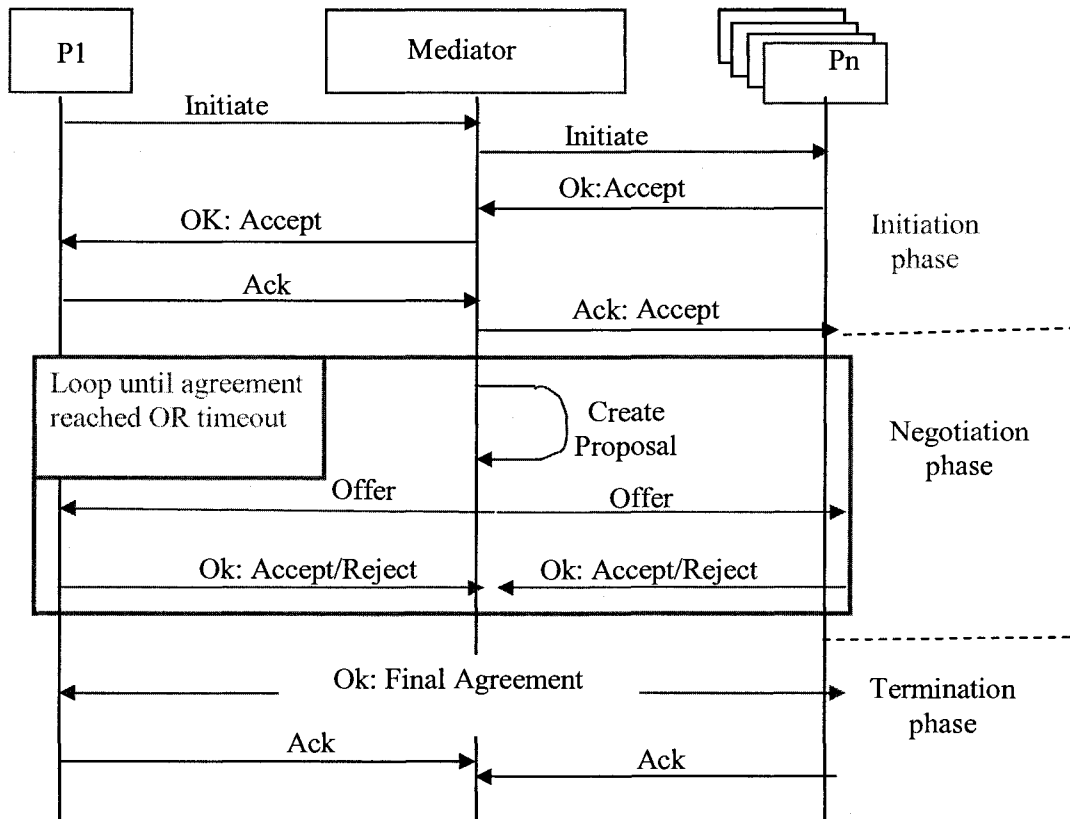 P1
Mediator
Pn
Initiate
Initiate
Ok:Accept
OK: Accept
Initiation
phase
Ack
Ack: Accept
Loop until agreement
reached OR timeout
Create
Proposal
Negotiation
phase
Offer
Offer
Ok: Accept/Reject
Ok: Accept/Reject
Ok: Final Agreement
Termination
phase
Ack
Ack